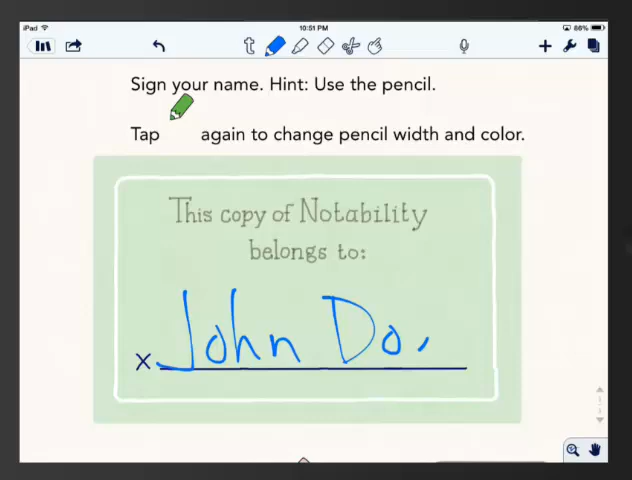 iPad
10:51 PM
88%
t
Sign your name. Hint: Use the pencil.
Tap again to change pencil width and color.
This copy of Notability
belongs to:
x John Do